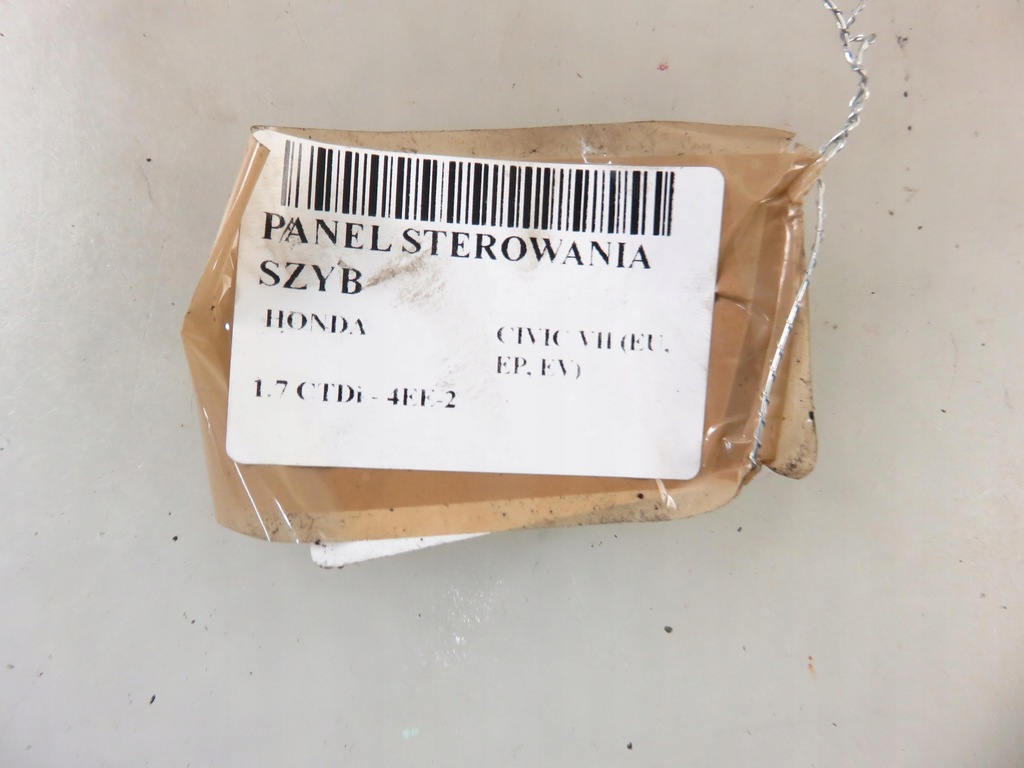 PANEL STEROWANIA
SZYB
HONDA
CIVIC VII (EU,
EP, EV)
1.7 CTDi - 4EE-2